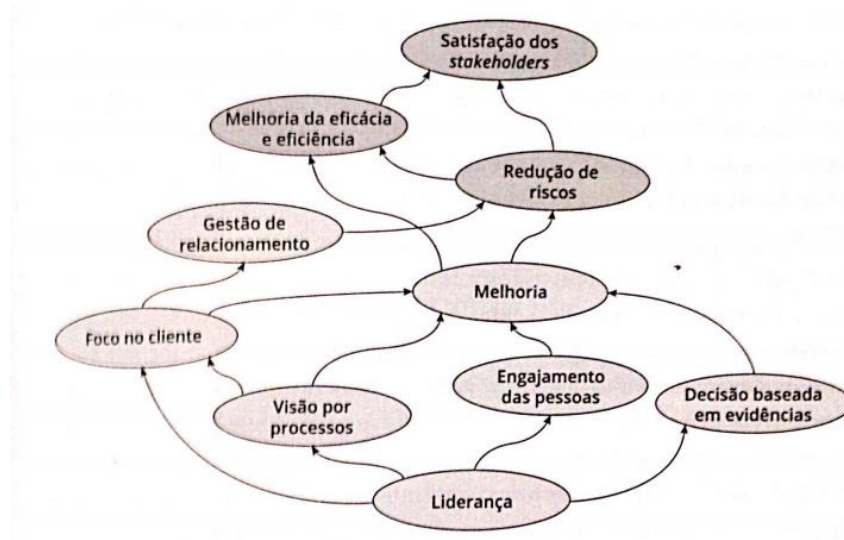 Satisfação dos
stakeholders
Melhoria da eficácia
e eficiência
Redução de
riscos
Gestão de
relacionamento
Melhoria
Foco no cliente
Engajamento
das pessoas
Decisão baseada
em evidências
Visão por
processos
Liderança